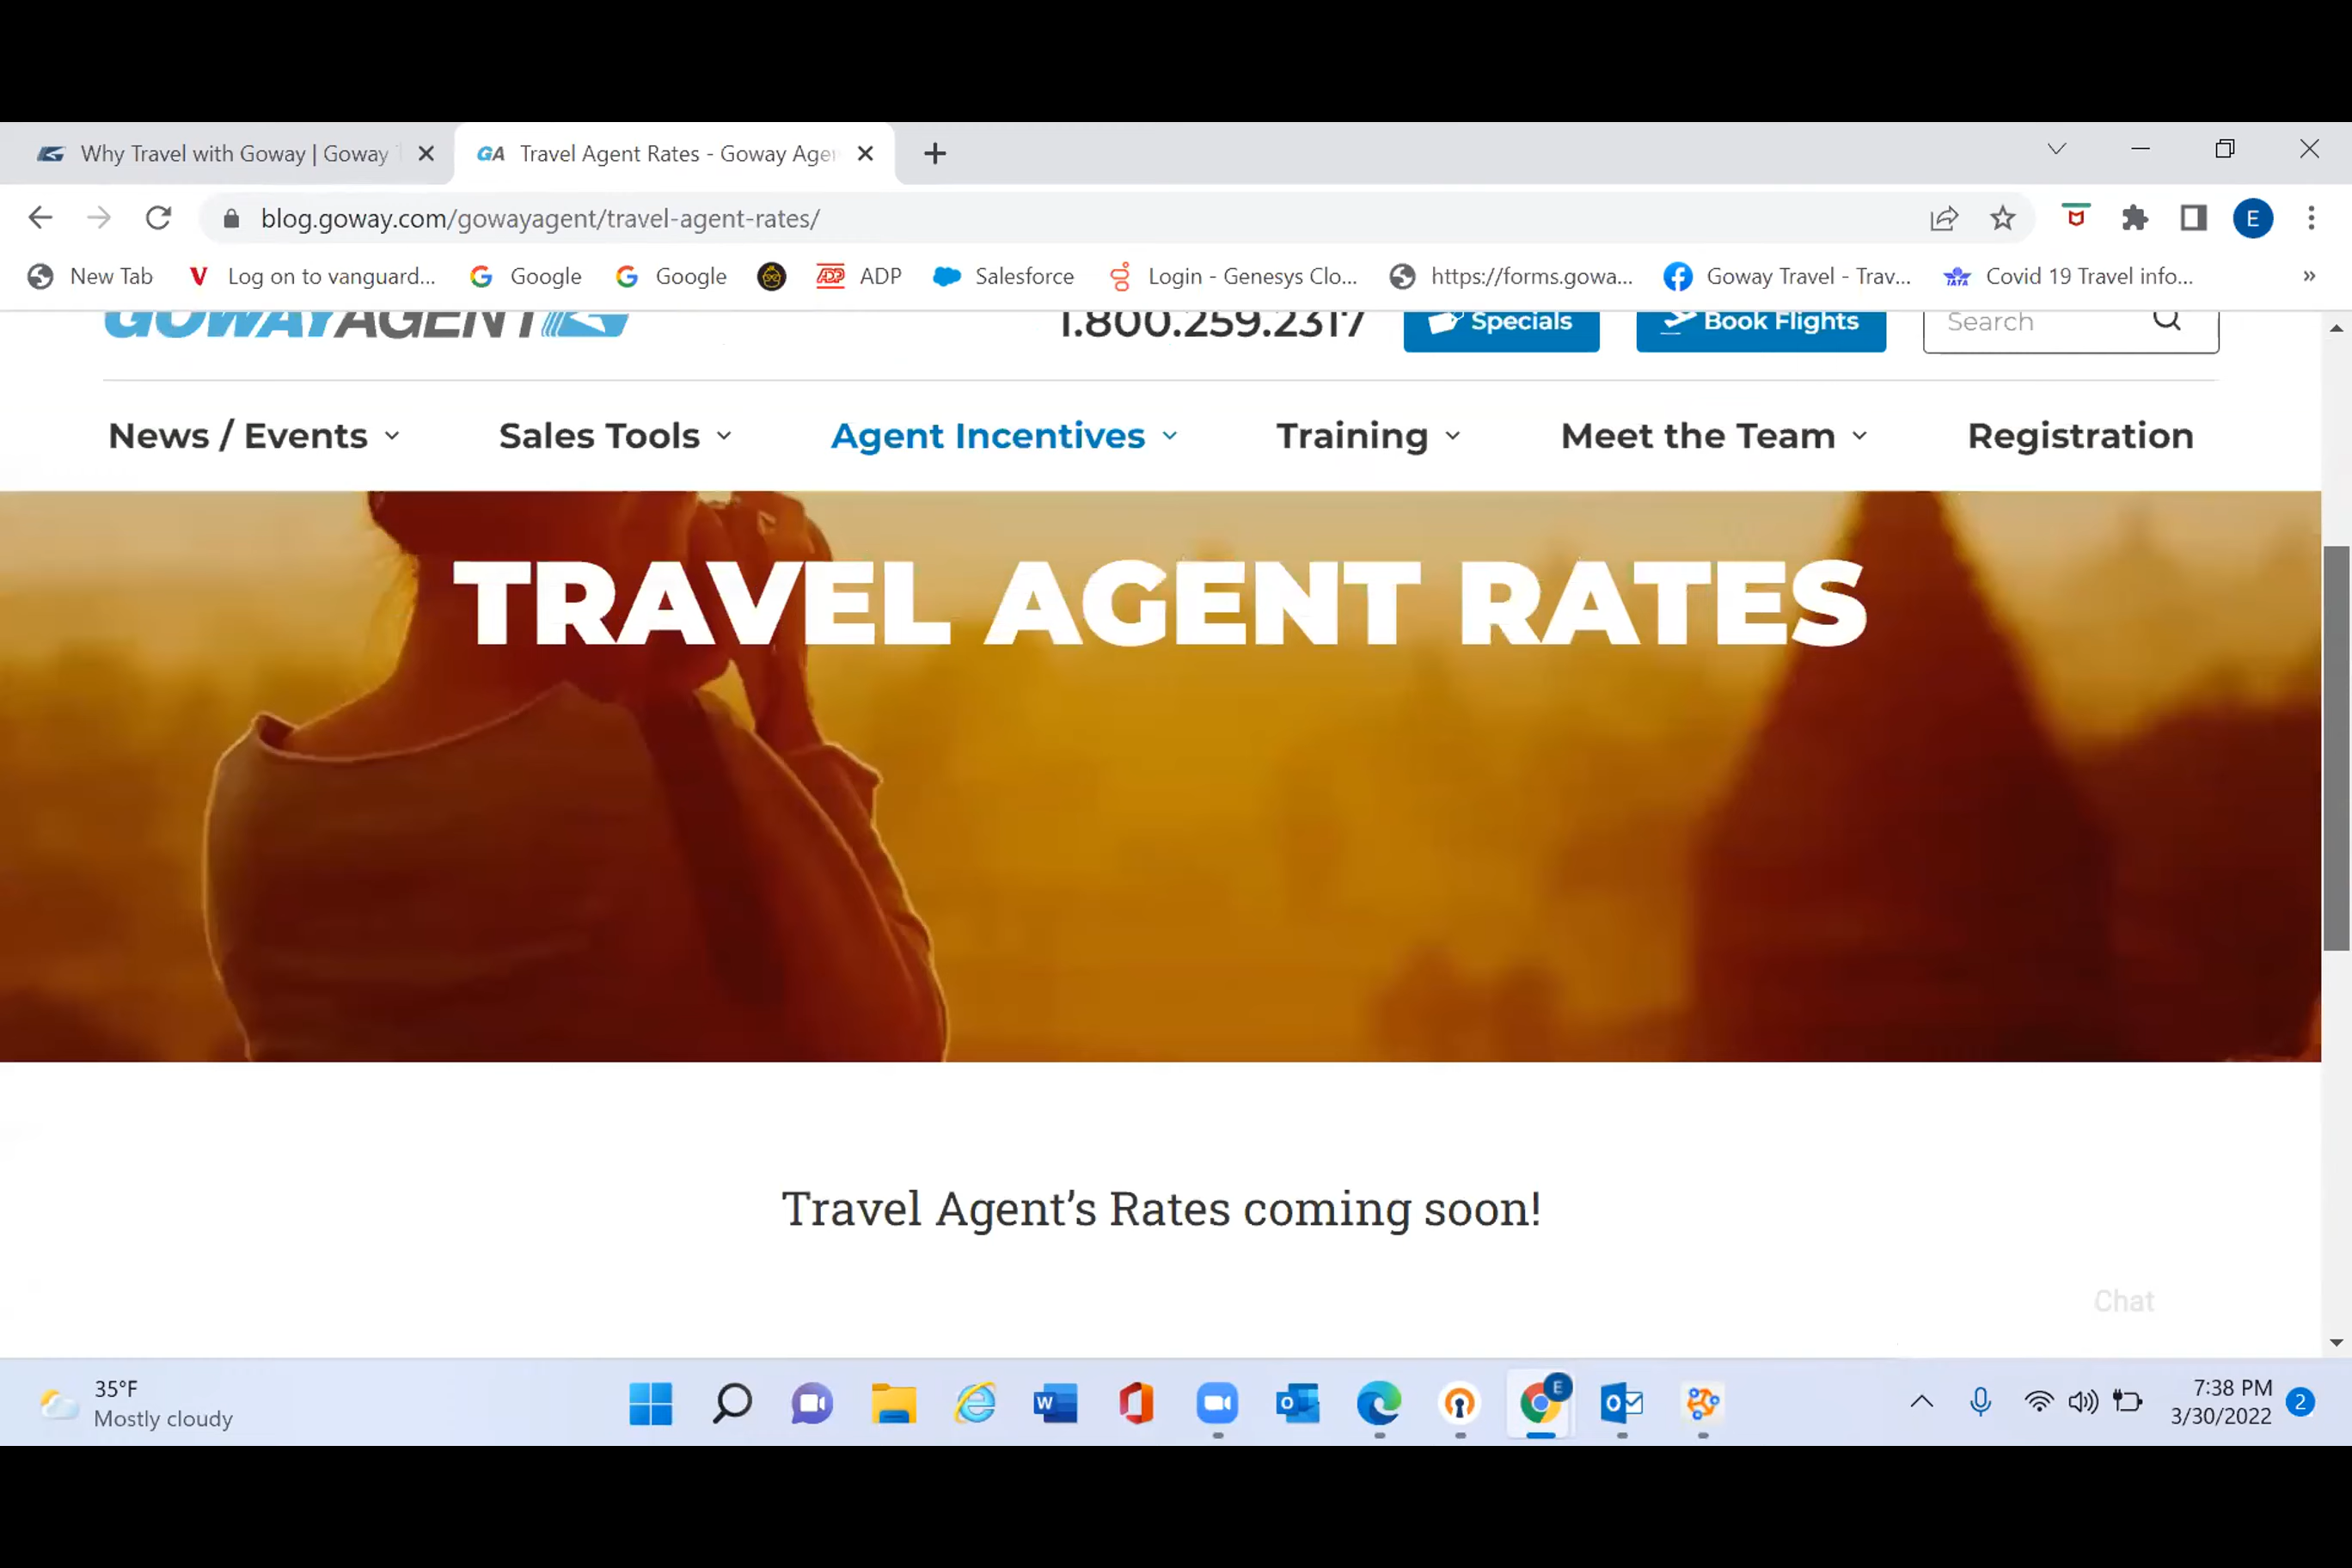 Why Travel with Goway | Goway
GA Travel Agent Rates - Goway Agen
blog.goway.com/gowayagent/travel-agent-rates/
E
New Tab
Log on to vanguard...
Google
Google
ADP
Salesforce
Login - Genesys Clo...
https://forms.gowa...
Goway Travel - Trav...
Covid 19 Travel info...
»
GOWAYAGENT
1.800.259.2317
Specials
Book Flights
Search
News / Events
Sales Tools
Agent Incentives
Training
Meet the Team
Registration
TRAVEL AGENT RATES
Travel Agent’s Rates coming soon!
Chat
35°F
Mostly cloudy
E
7:38 PM
3/30/2022
2